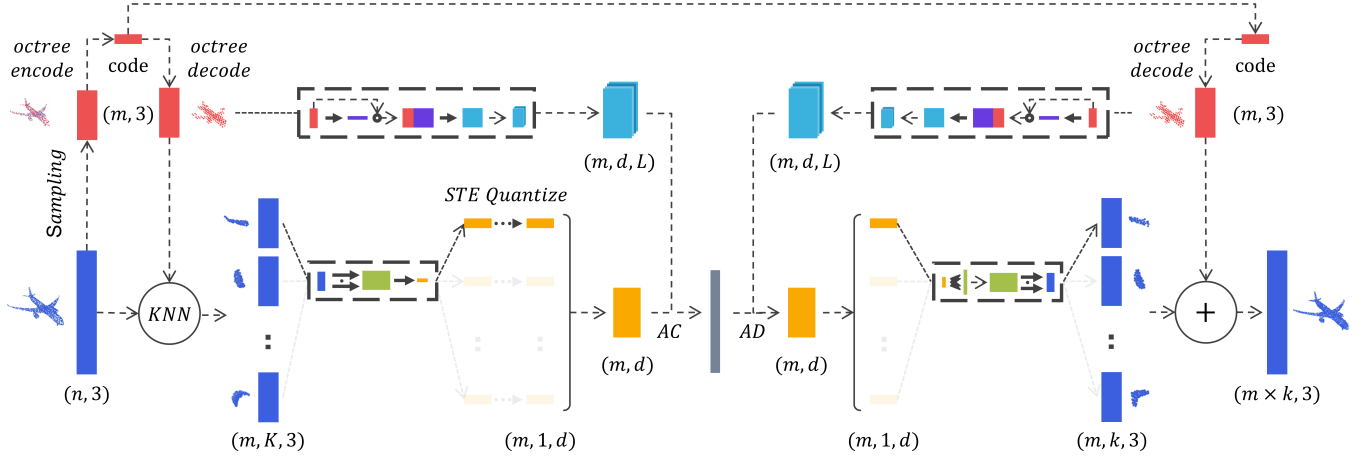 octree
encode
code
octree
decode
(m, 3)
Sampling
(m, d, L)
(m, d, L)
octree
decode
code
(m, 3)
STE Quantize
KNN
(n, 3)
(m, K, 3)
(m, 1, d)
(m, d)
AC
AD
(m, d)
(m, 1, d)
(m, k, 3)
+
(m × k, 3)